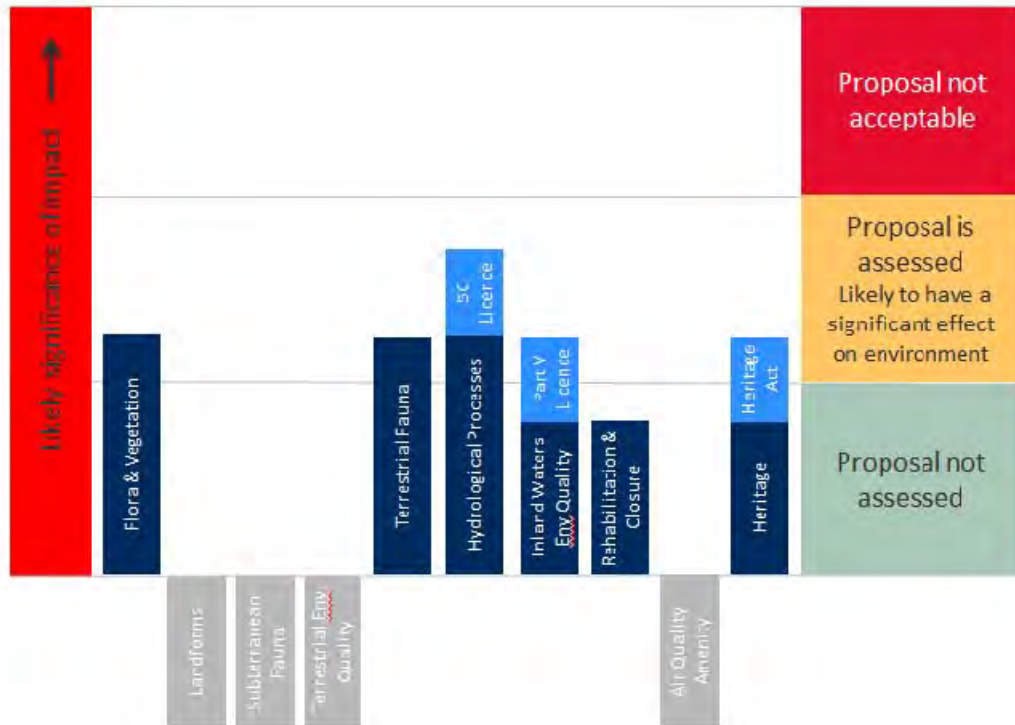 Likely significance of impact
Flora & Vegetation
Landforms
Subterranean
Fauna
Terrestrial Env
Quality
Terrestrial Fauna
Hydrological Processes
5C
Licence
Inland Waters
Env Quality
Part V
Licence
Rehabilitation &
Closure
Air Quality
Amenity
Heritage
Heritage
Act
Proposal not
acceptable
Proposal is
assessed
Likely to have a
significant effect
on environment
Proposal not
assessed